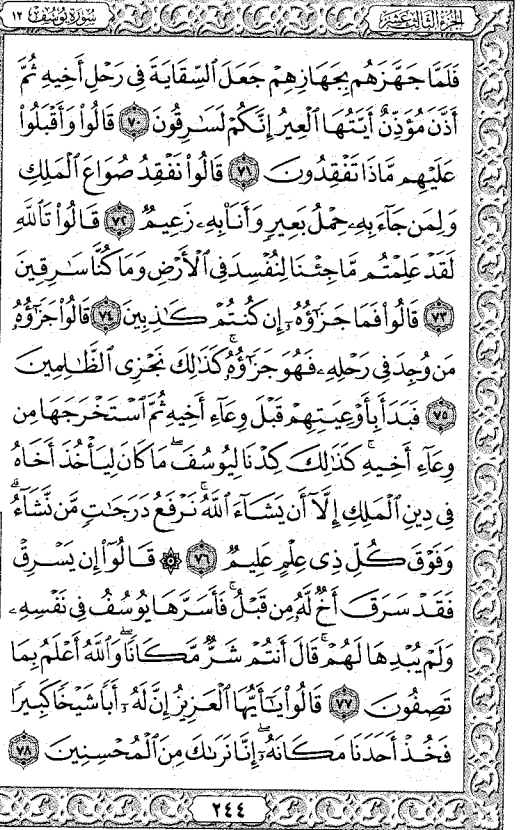 الجزء الثالث عشر
سورة يوسف ١٢
فَلَمَّا جَهَّزَهُم بِجَهَازِهِمْ جَعَلَ ٱلسِّقَايَةَ فِى رَحْلِ أَخِيهِ ثُمَّ
أَذَّنَ مُؤَذِّنٌ أَيَّتُهَا ٱلْعِيرُ إِنَّكُمْ لَسَٰرِقُونَ ٧٠ قَالُوا۟ وَأَقْبَلُوا۟
عَلَيْهِم مَّاذَا تَفْقِدُونَ ٧١ قَالُوا۟ نَفْقِدُ صُوَاعَ ٱلْمَلِكِ
وَلِمَن جَآءَ بِهِۦ حِمْلُ بَعِيرٍ وَأَنَا۠ بِهِۦ زَعِيمٌ ٧٢ قَالُوا۟ تَٱللَّهِ
لَقَدْ عَلِمْتُم مَّا جِئْنَا لِنُفْسِدَ فِى ٱلْأَرْضِ وَمَا كُنَّا سَٰرِقِينَ
٧٣ قَالُوا۟ فَمَا جَزَٰٓؤُهُۥٓ إِن كُنتُمْ كَٰذِبِينَ ٧٤ قَالُوا۟ جَزَٰٓؤُهُۥ
مَن وُجِدَ فِى رَحْلِهِۦ فَهُوَ جَزَٰٓؤُهُۥ ۚ كَذَٰلِكَ نَجْزِى ٱلظَّٰلِمِينَ
٧٥ فَبَدَأَ بِأَوْعِيَتِهِمْ قَبْلَ وِعَآءِ أَخِيهِ ثُمَّ ٱسْتَخْرَجَهَا مِن
وِعَآءِ أَخِيهِ ۚ كَذَٰلِكَ كِدْنَا لِيُوسُفَ ۖ مَا كَانَ لِيَأْخُذَ أَخَاهُ
فِى دِينِ ٱلْمَلِكِ إِلَّآ أَن يَشَآءَ ٱللَّهُ ۚ نَرْفَعُ دَرَجَٰتٍ مَّن نَّشَآءُ ۗ
وَفَوْقَ كُلِّ ذِى عِلْمٍ عَلِيمٌ ٧٦ ۞ قَالُوٓا۟ إِن يَسْرِقْ
فَقَدْ سَرَقَ أَخٌ لَّهُۥ مِن قَبْلُ ۚ فَأَسَرَّهَا يُوسُفُ فِى نَفْسِهِۦ
وَلَمْ يُبْدِهَا لَهُمْ ۚ قَالَ أَنتُمْ شَرٌّ مَّكَانًا ۖ وَٱللَّهُ أَعْلَمُ بِمَا
تَصِفُونَ ٧٧ قَالُوا۟ يَٰٓأَيُّهَا ٱلْعَزِيزُ إِنَّ لَهُۥٓ أَبًا شَيْخًا كَبِيرًا
فَخُذْ أَحَدَنَا مَكَانَهُۥٓ ۖ إِنَّا نَرَىٰكَ مِنَ ٱلْمُحْسِنِينَ ٧٨
٢٤٤